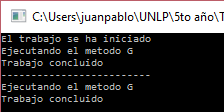 C:\Users\juanpablo\UNLP\5to año\T
El trabajo se ha iniciado
Ejecutando el metodo G
Trabajo concluido
-------------------------
Ejecutando el metodo G
Trabajo concluido